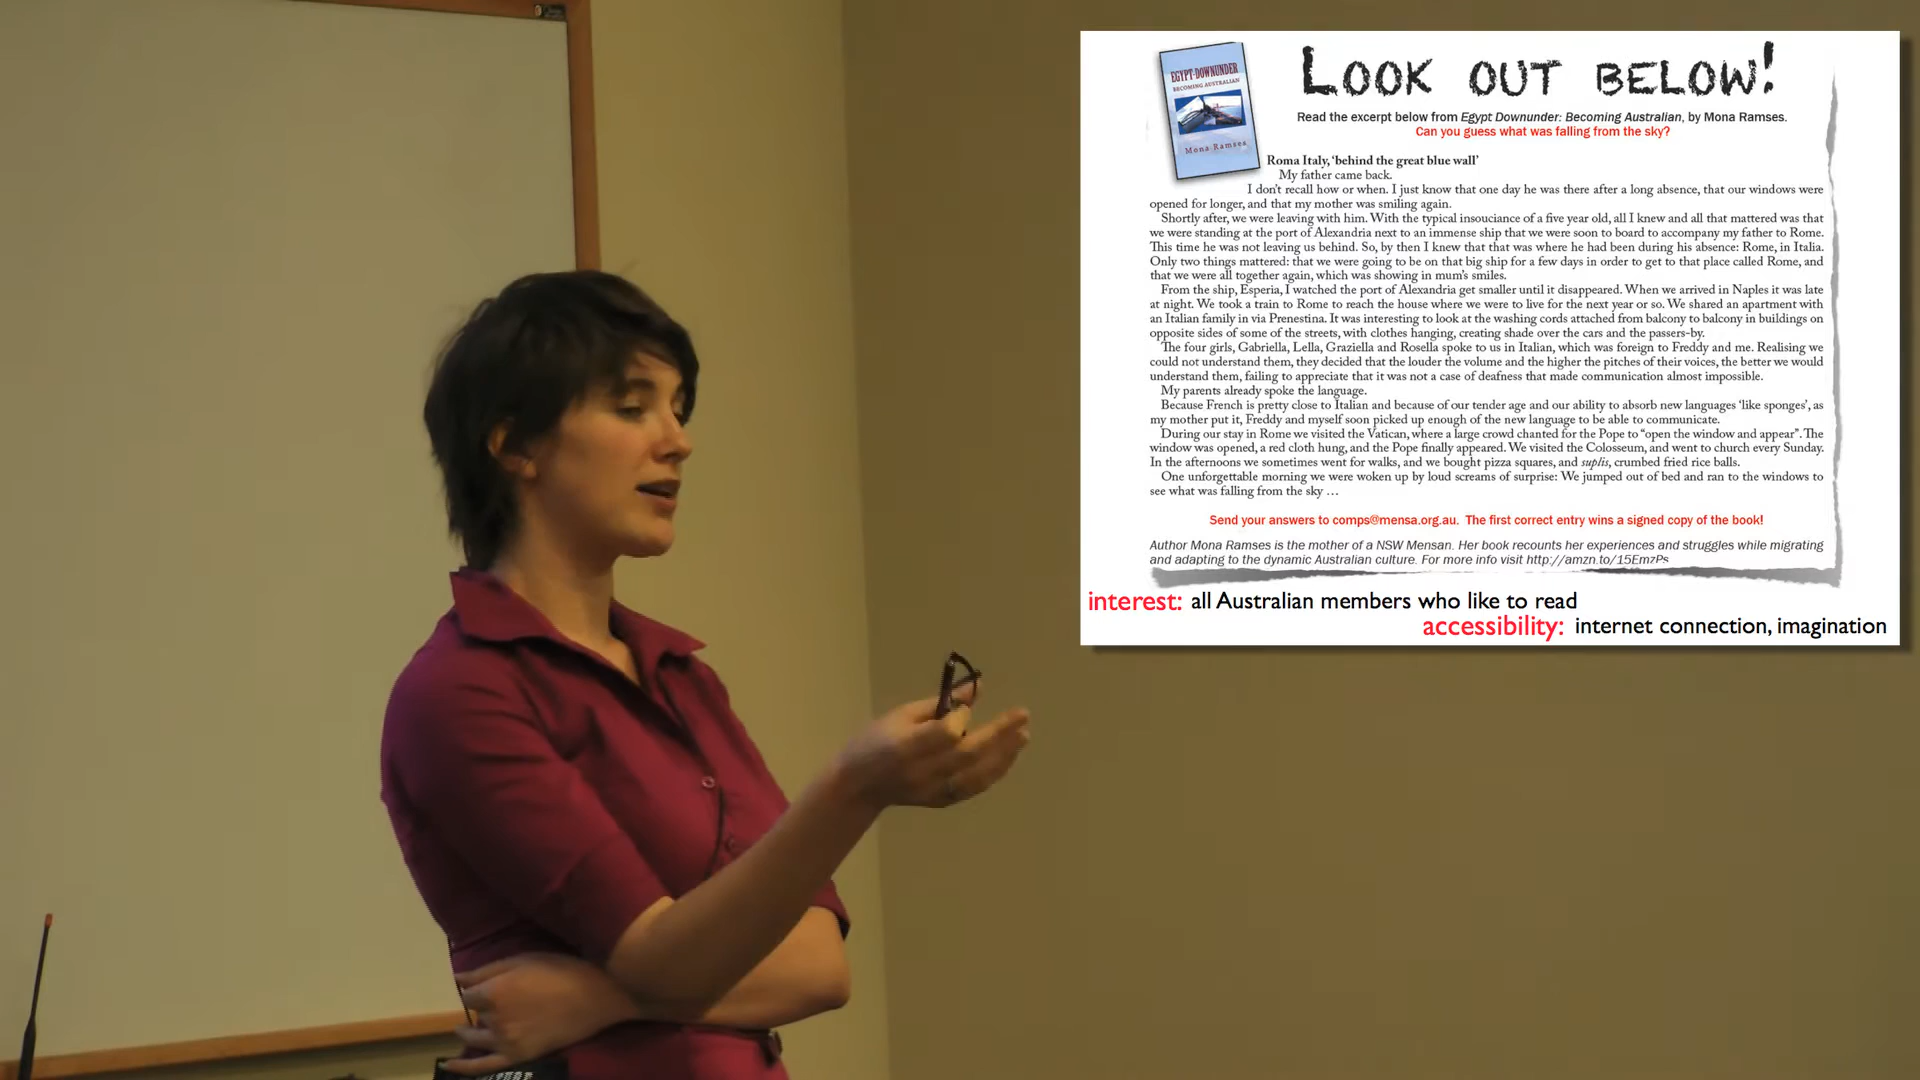 EGYPT-DOWNUNDER
BECOMING AUSTRALIAN
Mona Ramses
LOOK OUT BELOW!
Read the excerpt below from Egypt Downunder: Becoming Australian, by Mona Ramses.
Can you guess what was falling from the sky?
Roma Italy, 'behind the great blue wall'
My father came back.
I don't recall how or when. I just know that one day he was there after a long absence, that our windows were
opened for longer, and that my mother was smiling again.
Shortly after, we were leaving with him. With the typical insouciance of a five year old, all I knew and all that mattered was that
we were standing at the port of Alexandria next to an immense ship that we were soon to board to accompany my father to Rome.
This time he was not leaving us behind. So, by then I knew that that was where he had been during his absence: Rome, in Italia.
Only two things mattered: that we were going to be on that big ship for a few days in order to get to that place called Rome, and
that we were all together again, which was showing in mum's smiles.
From the ship, Esperia, I watched the port of Alexandria get smaller until it disappeared. When we arrived in Naples it was late
at night. We took a train to Rome to reach the house where we were to live for the next year or so. We shared an apartment with
an Italian family in via Prenestina. It was interesting to look at the washing cords attached from balcony to balcony in buildings on
opposite sides of some of the streets, with clothes hanging, creating shade over the cars and the passers-by.
The four girls, Gabriella, Lella, Graziella and Rosella spoke to us in Italian, which was foreign to Freddy and me. Realising we
could not understand them, they decided that the louder the volume and the higher the pitches of their voices, the better we would
understand them, failing to appreciate that it was not a case of deafness that made communication almost impossible.
My parents already spoke the language.
Because French is pretty close to Italian and because of our tender age and our ability to absorb new languages 'like sponges', as
my mother put it, Freddy and myself soon picked up enough of the new language to be able to communicate.
During our stay in Rome we visited the Vatican, where a large crowd chanted for the Pope to "open the window and appear". The
window was opened, a red cloth hung, and the Pope finally appeared. We visited the Colosseum, and went to church every Sunday.
In the afternoons we sometimes went for walks, and we bought pizza squares, and suplis, crumbed fried rice balls.
One unforgettable morning we were woken up by loud screams of surprise: We jumped out of bed and ran to the windows to
see what was falling from the sky …
Send your answers to comps@mensa.org.au. The first correct entry wins a signed copy of the book!
Author Mona Ramses is the mother of a NSW Mensan. Her book recounts her experiences and struggles while migrating
and adapting to the dynamic Australian culture. For more info visit http://amzn.to/15EmzPs
interest: all Australian members who like to read
accessibility: internet connection, imagination